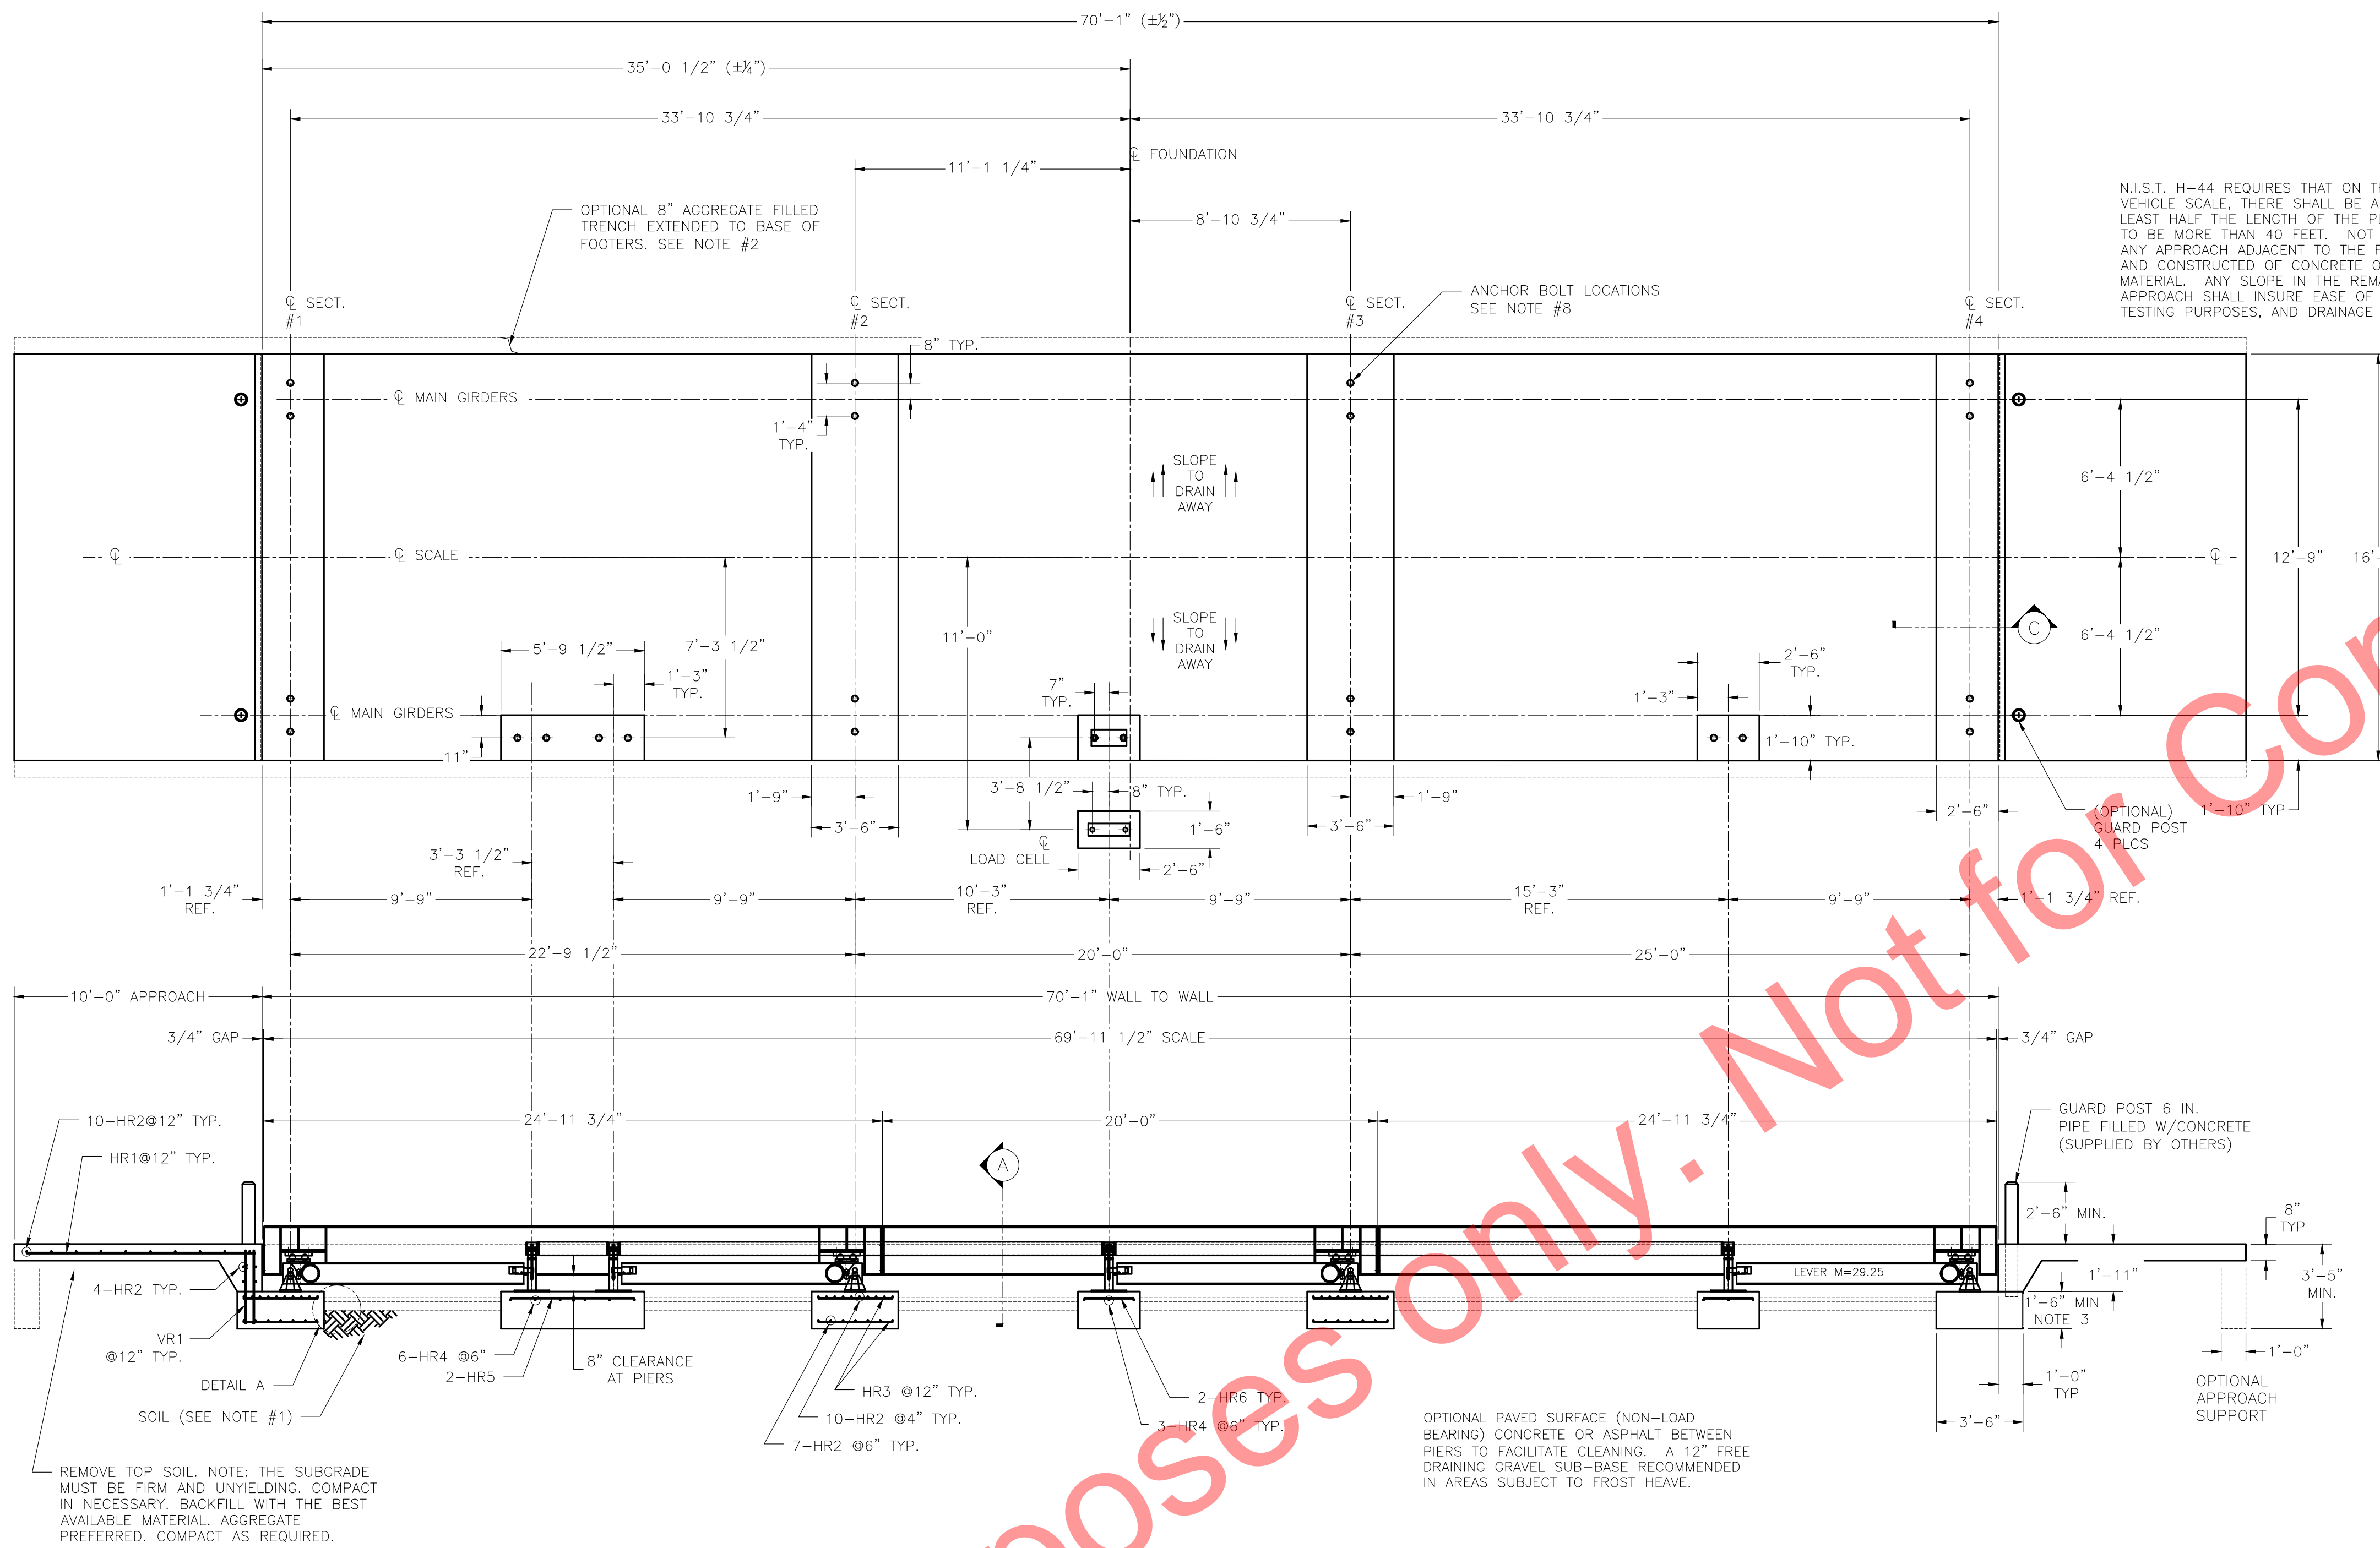 70'-1" (±½")
35'-0 1/2" (±¼")
33'-10 3/4"
33'-10 3/4"
℄ FOUNDATION
11'-1 1/4"
8'-10 3/4"
OPTIONAL 8" AGGREGATE FILLED
TRENCH EXTENDED TO BASE OF
FOOTERS. SEE NOTE #2
N.I.S.T. H-44 REQUIRES THAT ON
VEHICLE SCALE, THERE SHALL BE A
LEAST HALF THE LENGTH OF THE
TO BE MORE THAN 40 FEET. NOT
ANY APPROACH ADJACENT TO THE
AND CONSTRUCTED OF CONCRETE
MATERIAL. ANY SLOPE IN THE
APPROACH SHALL INSURE EASE OF
TESTING PURPOSES, AND DRAINAGE
℄ SECT.
#1
℄ SECT.
#2
℄ SECT.
#3
℄ SECT.
#4
ANCHOR BOLT LOCATIONS
SEE NOTE #8
8" TYP.
℄ MAIN GIRDERS
1'-4"
TYP.
SLOPE
TO
DRAIN
AWAY
6'-4 1/2"
℄
℄ SCALE
℄
12'-9"
16'-
SLOPE
TO
DRAIN
AWAY
11'-0"
7'-3 1/2"
5'-9 1/2"
1'-3"
TYP.
C
6'-4 1/2"
2'-6"
TYP.
7"
TYP.
1'-3"
℄ MAIN GIRDERS
11"
1'-10" TYP.
3'-8 1/2"
8" TYP.
1'-9"
3'-6"
1'-9"
3'-6"
1'-6"
℄
LOAD CELL
2'-6"
2'-6"
(OPTIONAL)
GUARD POST
4 PLCS
1'-10" TYP
3'-3 1/2"
REF.
1'-1 3/4"
REF.
9'-9"
9'-9"
10'-3"
REF.
9'-9"
15'-3"
REF.
9'-9"
1'-1 3/4" REF.
22'-9 1/2"
20'-0"
25'-0"
10'-0" APPROACH
70'-1" WALL TO WALL
3/4" GAP
69'-11 1/2" SCALE
3/4" GAP
24'-11 3/4"
20'-0"
24'-11 3/4"
10-HR2@12" TYP.
HR1@12" TYP.
A
GUARD POST 6 IN.
PIPE FILLED W/CONCRETE
(SUPPLIED BY OTHERS)
2'-6" MIN.
8"
TYP
LEVER M=29.25
1'-11"
3'-5"
MIN.
1'-6" MIN
NOTE 3
4-HR2 TYP.
VR1
@12" TYP.
DETAIL A
SOIL (SEE NOTE #1)
6-HR4 @6"
2-HR5
8" CLEARANCE
AT PIERS
HR3 @12" TYP.
10-HR2 @4" TYP.
7-HR2 @6" TYP.
2-HR6 TYP.
3-HR4 @6" TYP.
1'-0"
TYP
3'-6"
1'-0"
OPTIONAL
APPROACH
SUPPORT
OPTIONAL PAVED SURFACE (NON-LOAD
BEARING) CONCRETE OR ASPHALT BETWEEN
PIERS TO FACILITATE CLEANING. A 12" FREE
DRAINING GRAVEL SUB-BASE RECOMMENDED
IN AREAS SUBJECT TO FROST HEAVE.
REMOVE TOP SOIL. NOTE: THE SUBGRADE
MUST BE FIRM AND UNYIELDING. COMPACT
IN NECESSARY. BACKFILL WITH THE BEST
AVAILABLE MATERIAL. AGGREGATE
PREFERRED. COMPACT AS REQUIRED.
poses only. Not for Con